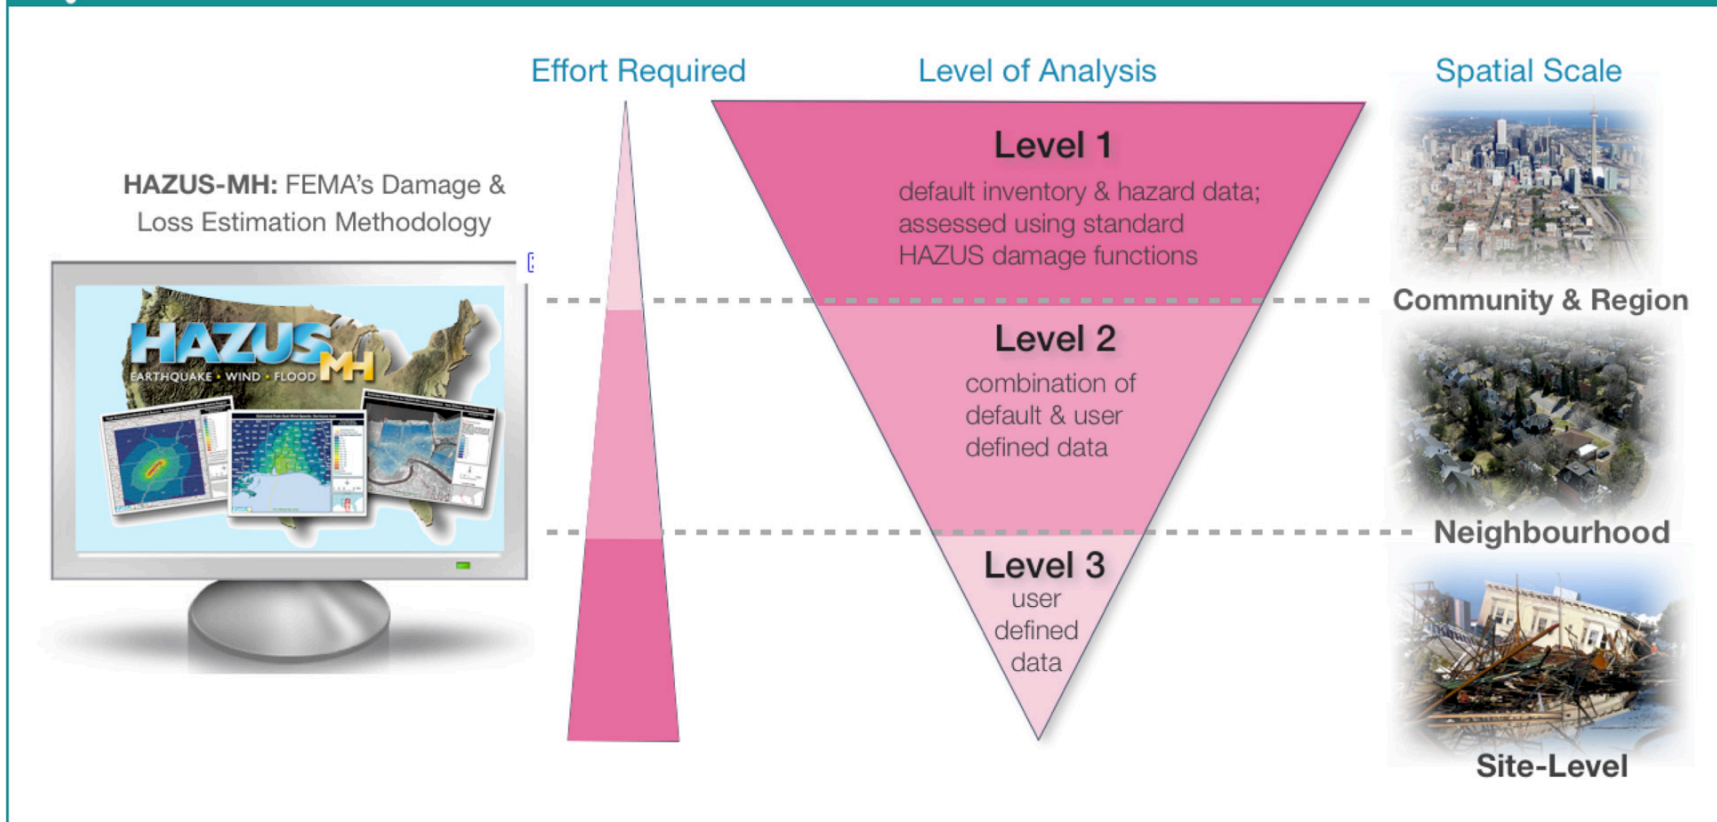 Effort Required
Level of Analysis
Spatial Scale
HAZUS-MH: FEMA's Damage &
Loss Estimation Methodology
HAZUS
MH
EARTHQUAKE • WIND • FLOOD
Level 1
default inventory & hazard data;
assessed using standard
HAZUS damage functions
Community & Region
Level 2
combination of
default & user
defined data
Neighbourhood
Level 3
user
defined
data
Site-Level